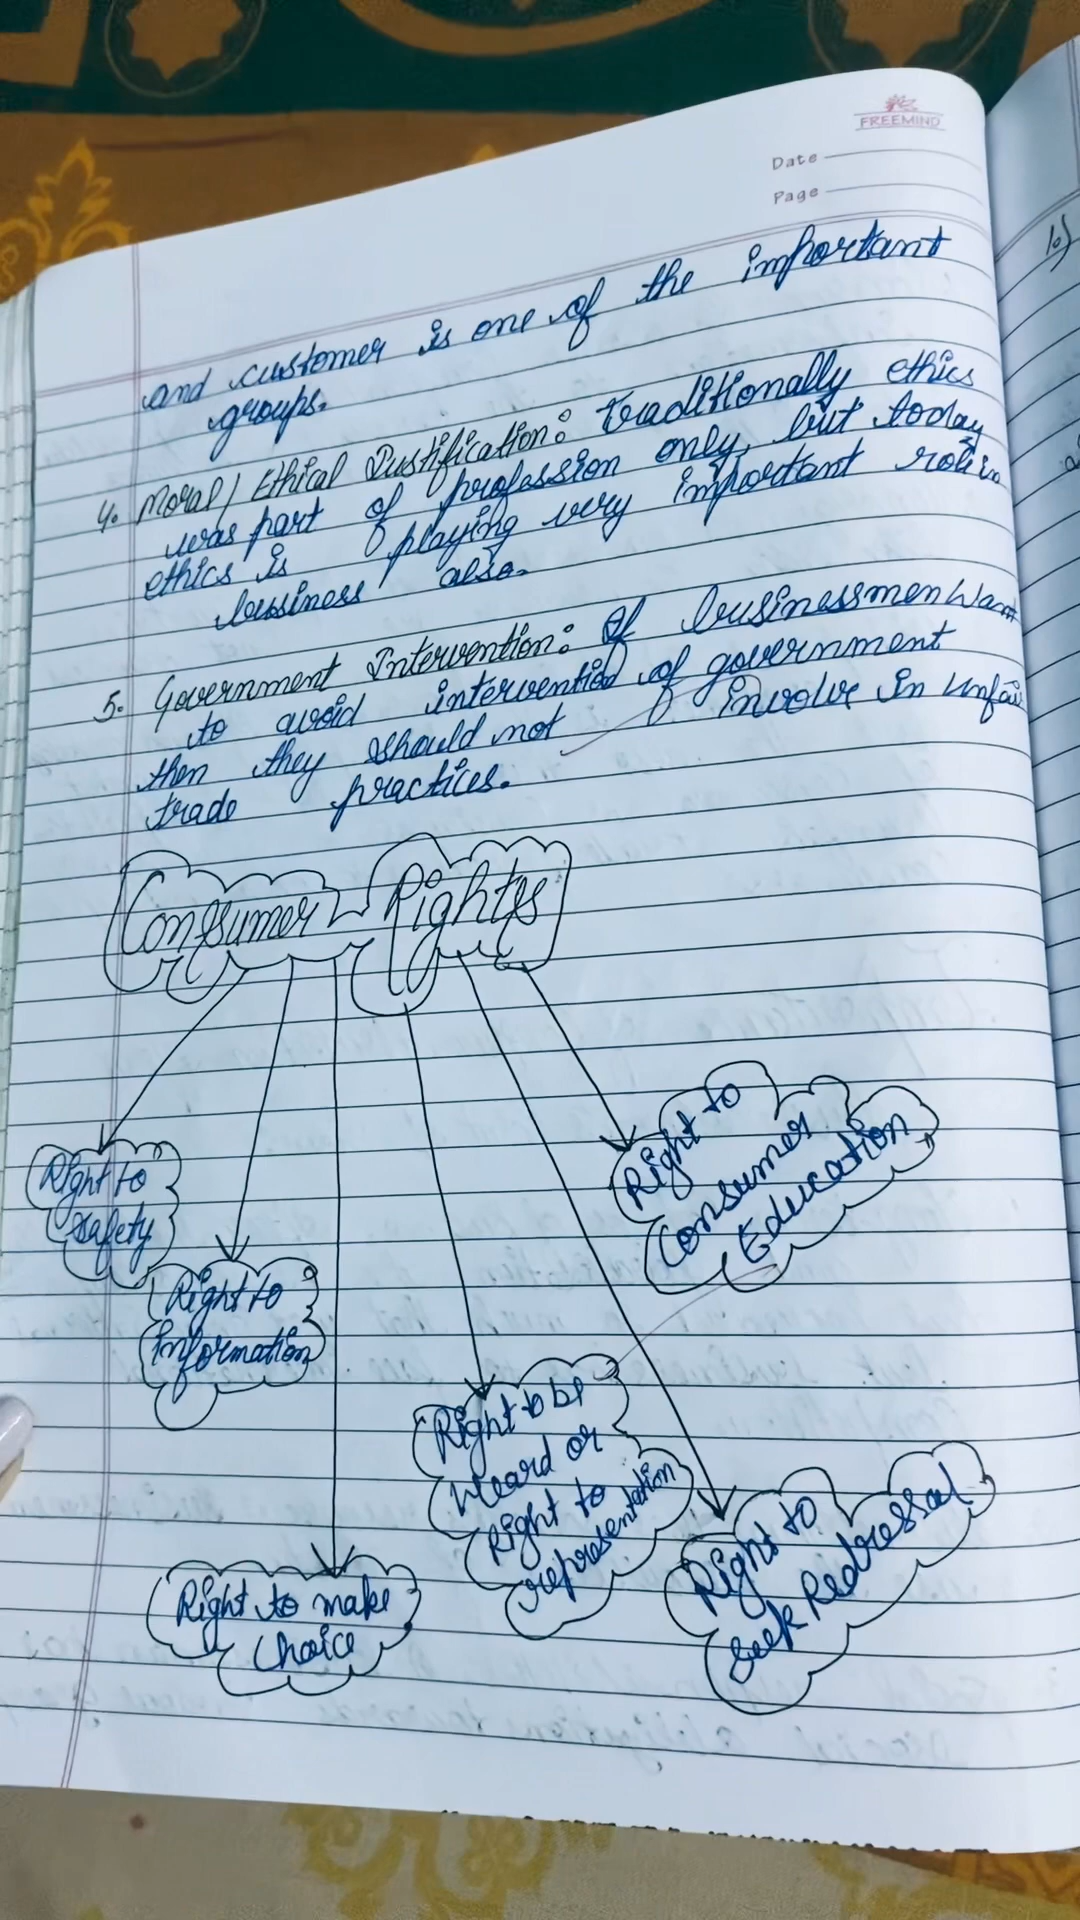 FREEMIND
Date
Page
and customer is one of the important
groups.
4. Moral / Ethical Justification: Traditionally ethics
was part of profession only, but today
ethics is playing very important role in
bussiness also.
5. Government Intervention: If businessmen Want
to avoid intervention of government
then they should not involve in unfair
trade practices.
Consumer Rights
Right to
safety
Right to
Information
Right to make
Choice
Right to be
Heard or
Right to
representation
Right to
Seek Redressal
Right to
Consumer
Education